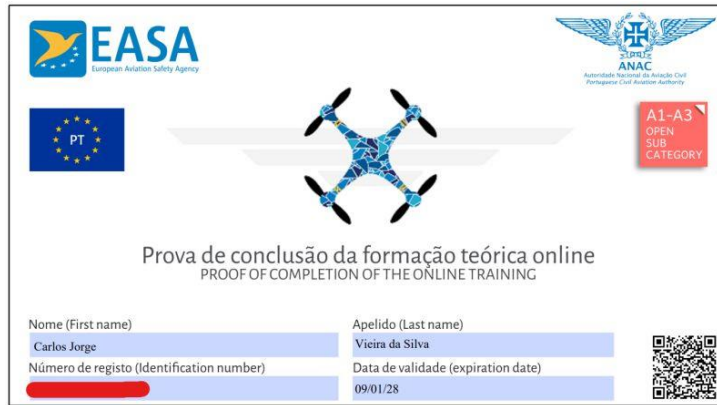 EASA
European Aviation Safety Agency
ANAC
Autoridade Nacional da Aviação Civil
Portuguese Civil Aviation Authority
PT
A1-A3
OPEN
SUB
CATEGORY
Prova de conclusão da formação teórica online
PROOF OF COMPLETION OF THE ONLINE TRAINING
Nome (First name)
Apelido (Last name)
Carlos Jorge
Vieira da Silva
Número de registo (Identification number)
Data de validade (expiration date)
09/01/28